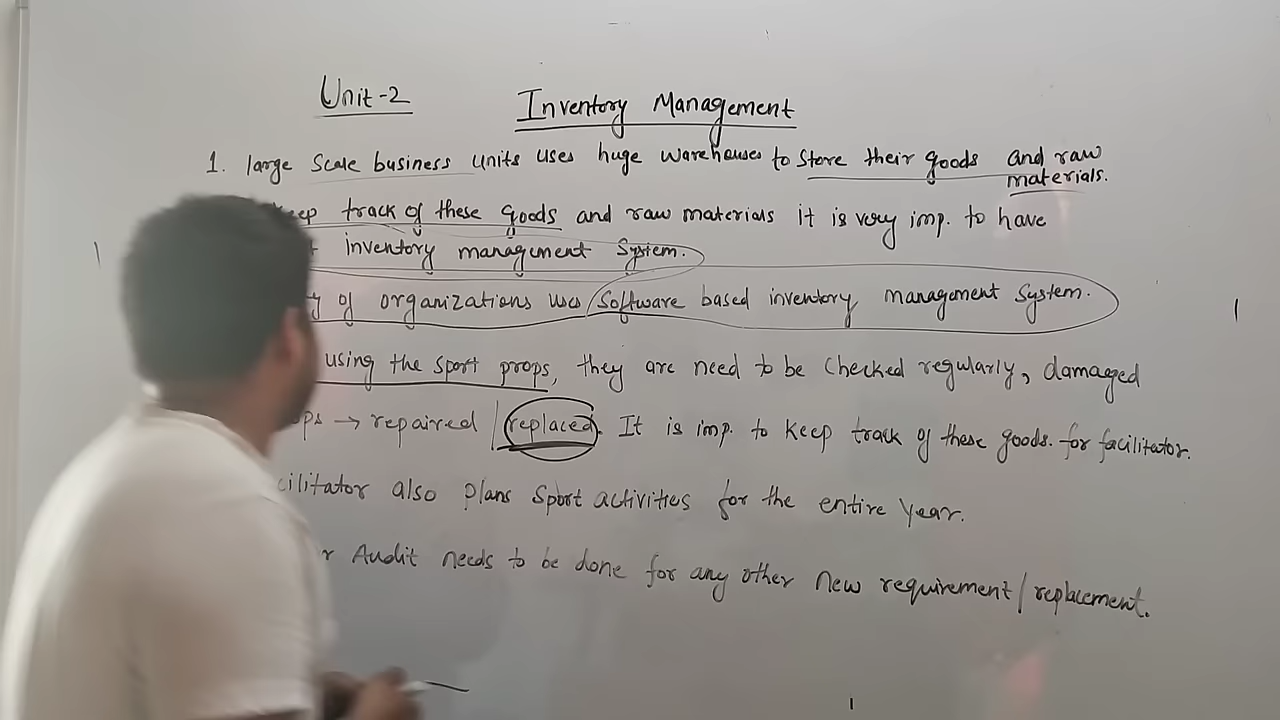 Unit-2 Inventory Management
1. large scale business units uses huge warehouses to store their goods and raw
materials.
track of these goods and raw materials it is very imp. to have
inventory management System.
of organizations uses Software based inventory management System.
using the sport props, they are need to be checked regularly, damaged
→ repaired / replaced. It is imp. to keep track of these goods. for facilitator.
also plans sport activities for the entire year.
Audit needs to be done for any other new requirement / replacement.